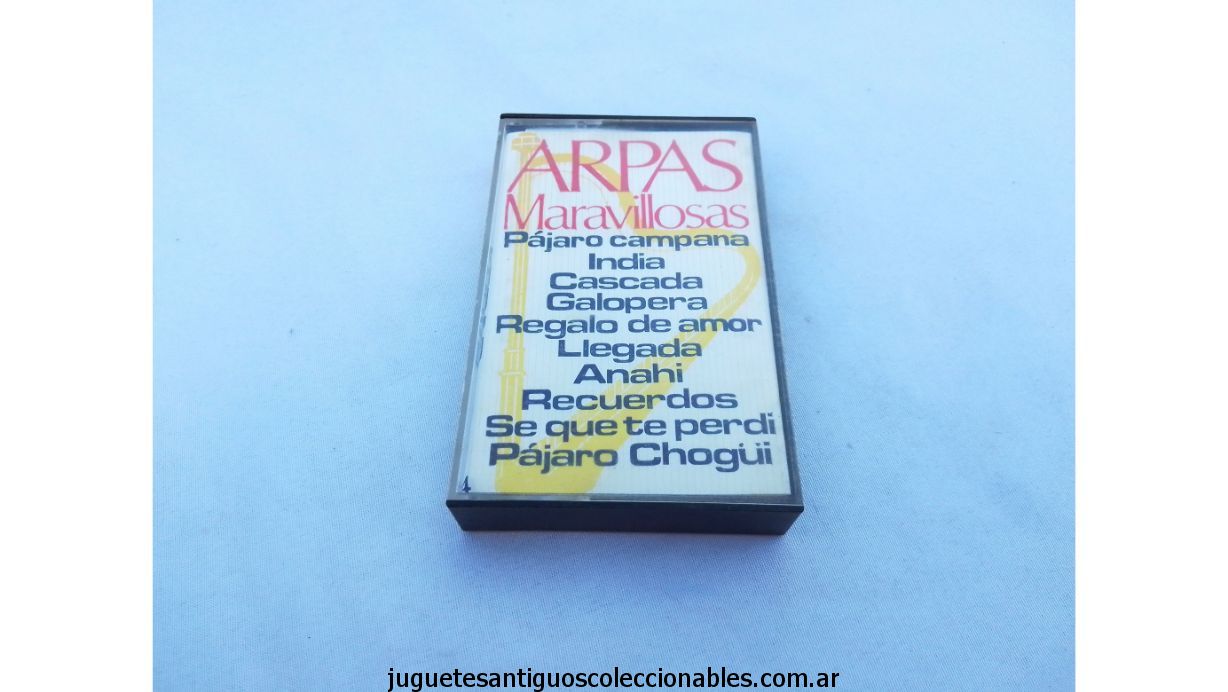 ARPAS
Maravillosas
Pájaro campana
India
Cascada
Galopera
Regalo de amor
Llegada
Anahi
Recuerdos
Se que te perdi
Pájaro Chogüi
4
juguetesantiguoscoleccionables.com.ar